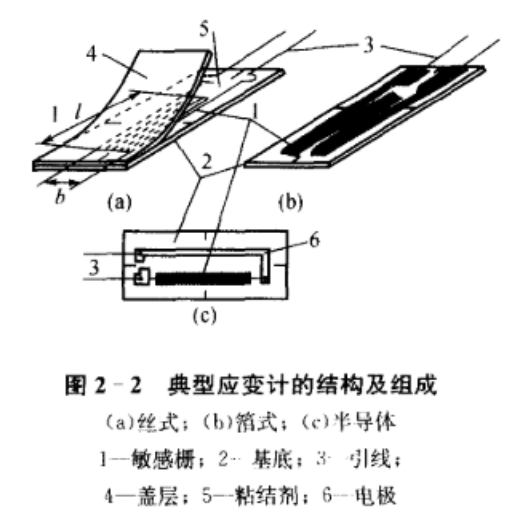 5
4
3
1
l
1
2
b
(a)
(b)
6
3
(c)
图 2-2 典型应变计的结构及组成
(a)丝式；(b)箔式；(c)半导体
1—敏感栅；2—基底；3—引线；
4—盖层；5—粘结剂；6—电极